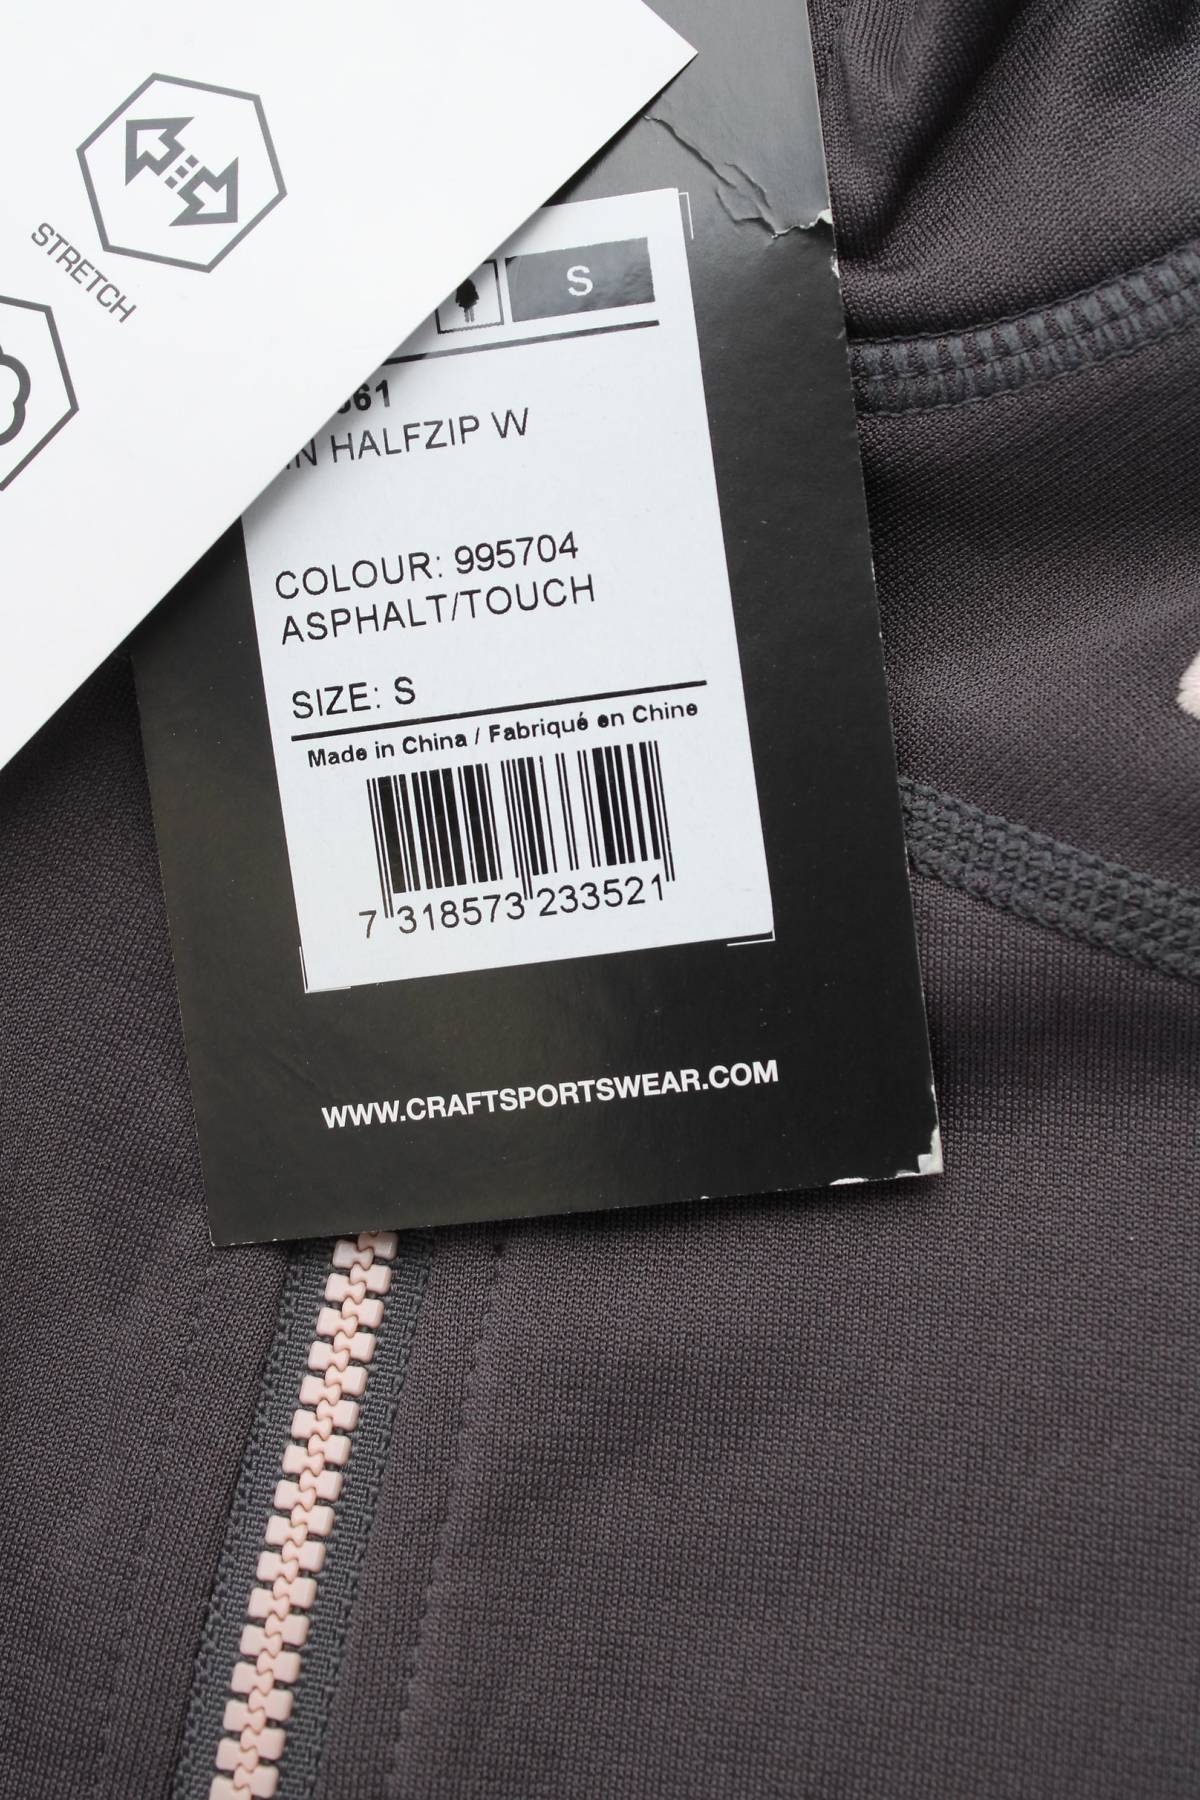 STRETCH
S
61
HALFZIP W
COLOUR: 995704
ASPHALT/TOUCH
SIZE: S
Made in China / Fabriqué en Chine
7 318573 233521
WWW.CRAFTSPORTSWEAR.COM